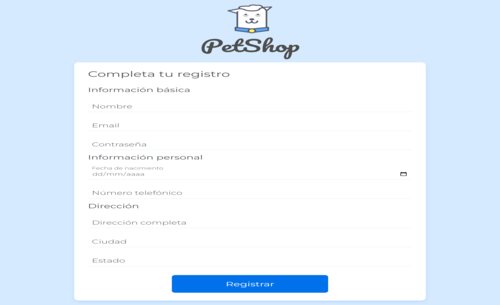 PetShop
Completa tu registro
Información básica
Nombre
Email
Contraseña
Información personal
Fecha de nacimiento
dd/mm/aaaa
Número telefónico
Dirección
Dirección completa
Ciudad
Estado
Registrar